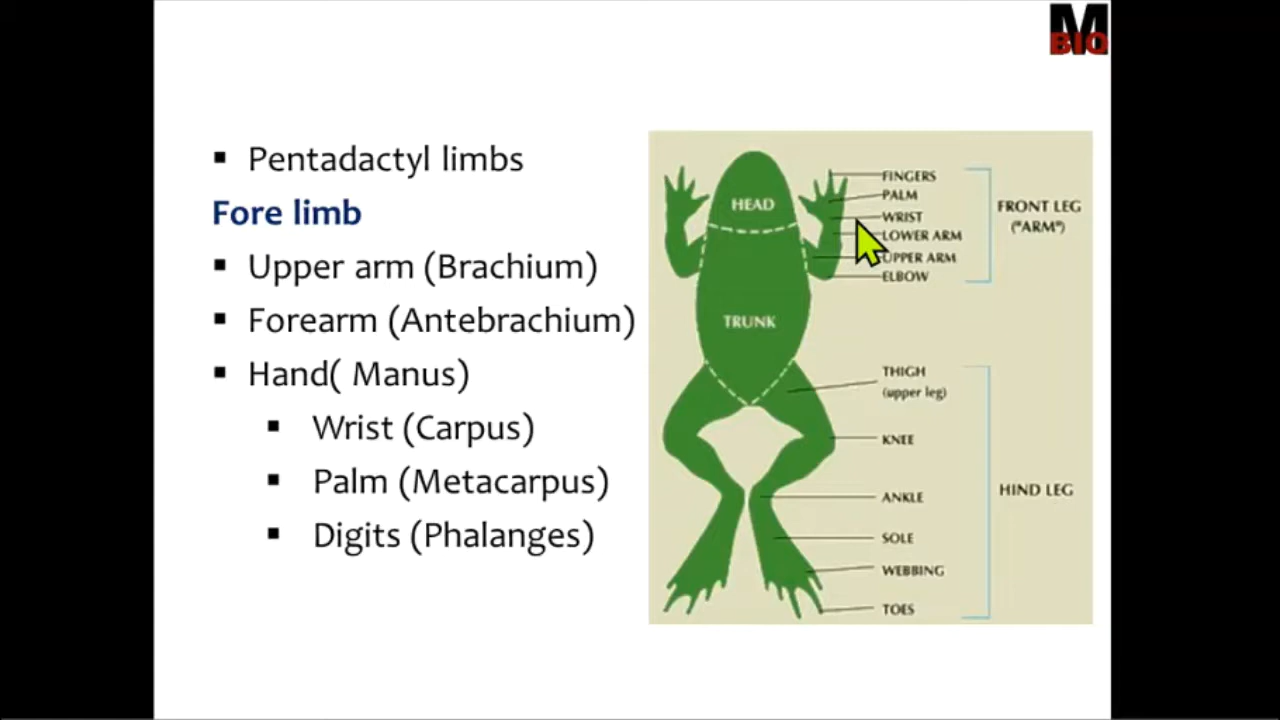 M
BIO
Pentadactyl limbs
Fore limb
Upper arm (Brachium)
Forearm (Antebrachium)
Hand( Manus)
Wrist (Carpus)
Palm (Metacarpus)
Digits (Phalanges)
HEAD
TRUNK
FINGERS
PALM
WRIST
LOWER ARM
UPPER ARM
ELBOW
FRONT LEG
("ARM")
THIGH
(upper leg)
KNEE
ANKLE
SOLE
WEBBING
TOES
HIND LEG